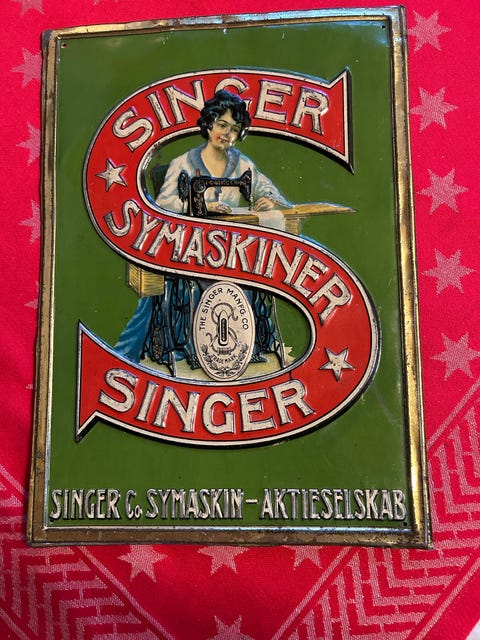 SINGER
SYMASKINER
SINGER
THE SINGER MANFG. CO.
TRADE MARK
SINGER Co. SYMASKIN-AKTIESELSKAB